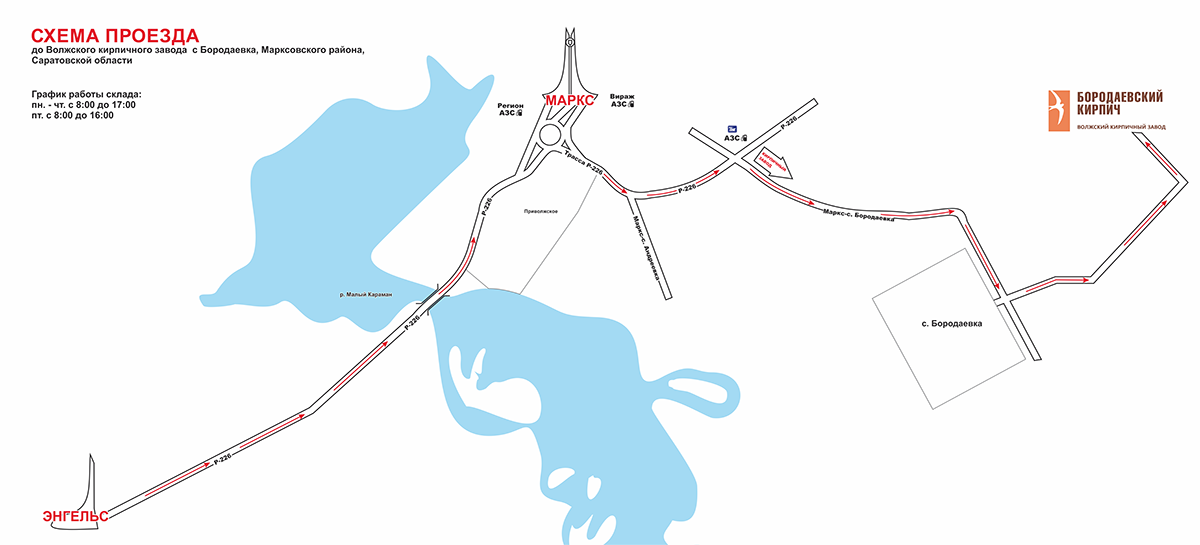 СХЕМА ПРОЕЗДА
до Волжского кирпичного завода с Бородаевка, Марксовского района,
Саратовской области
График работы склада:
пн. - чт. с 8:00 до 17:00
пт. с 8:00 до 16:00
Регион
АЗС
МАРКС
Вираж
АЗС
АЗС
Р-226
БОРОДАЕВСКИЙ
КИРПИЧ
ВОЛЖСКИЙ КИРПИЧНЫЙ ЗАВОД
Трасса Р-226
КИРПИЧНЫЙ
ЗАВОД
Р-226
Р-226
Приволжское
Маркс-с. Андреевка
Маркс-с. Бородаевка
р. Малый Караман
Р-226
с. Бородаевка
Р-226
ЭНГЕЛЬС